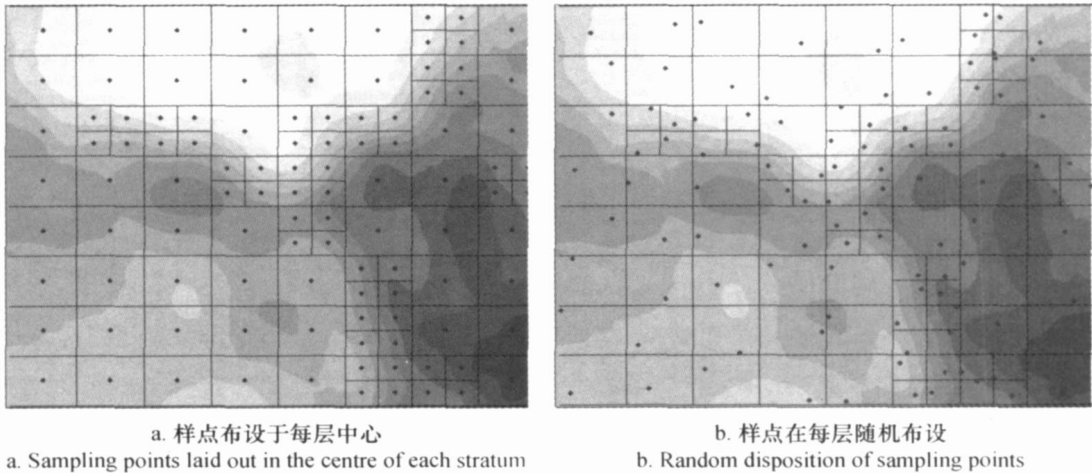 a. 样点布设于每层中心
a. Sampling points laid out in the centre of each stratum
b. 样点在每层随机布设
b. Random disposition of sampling points